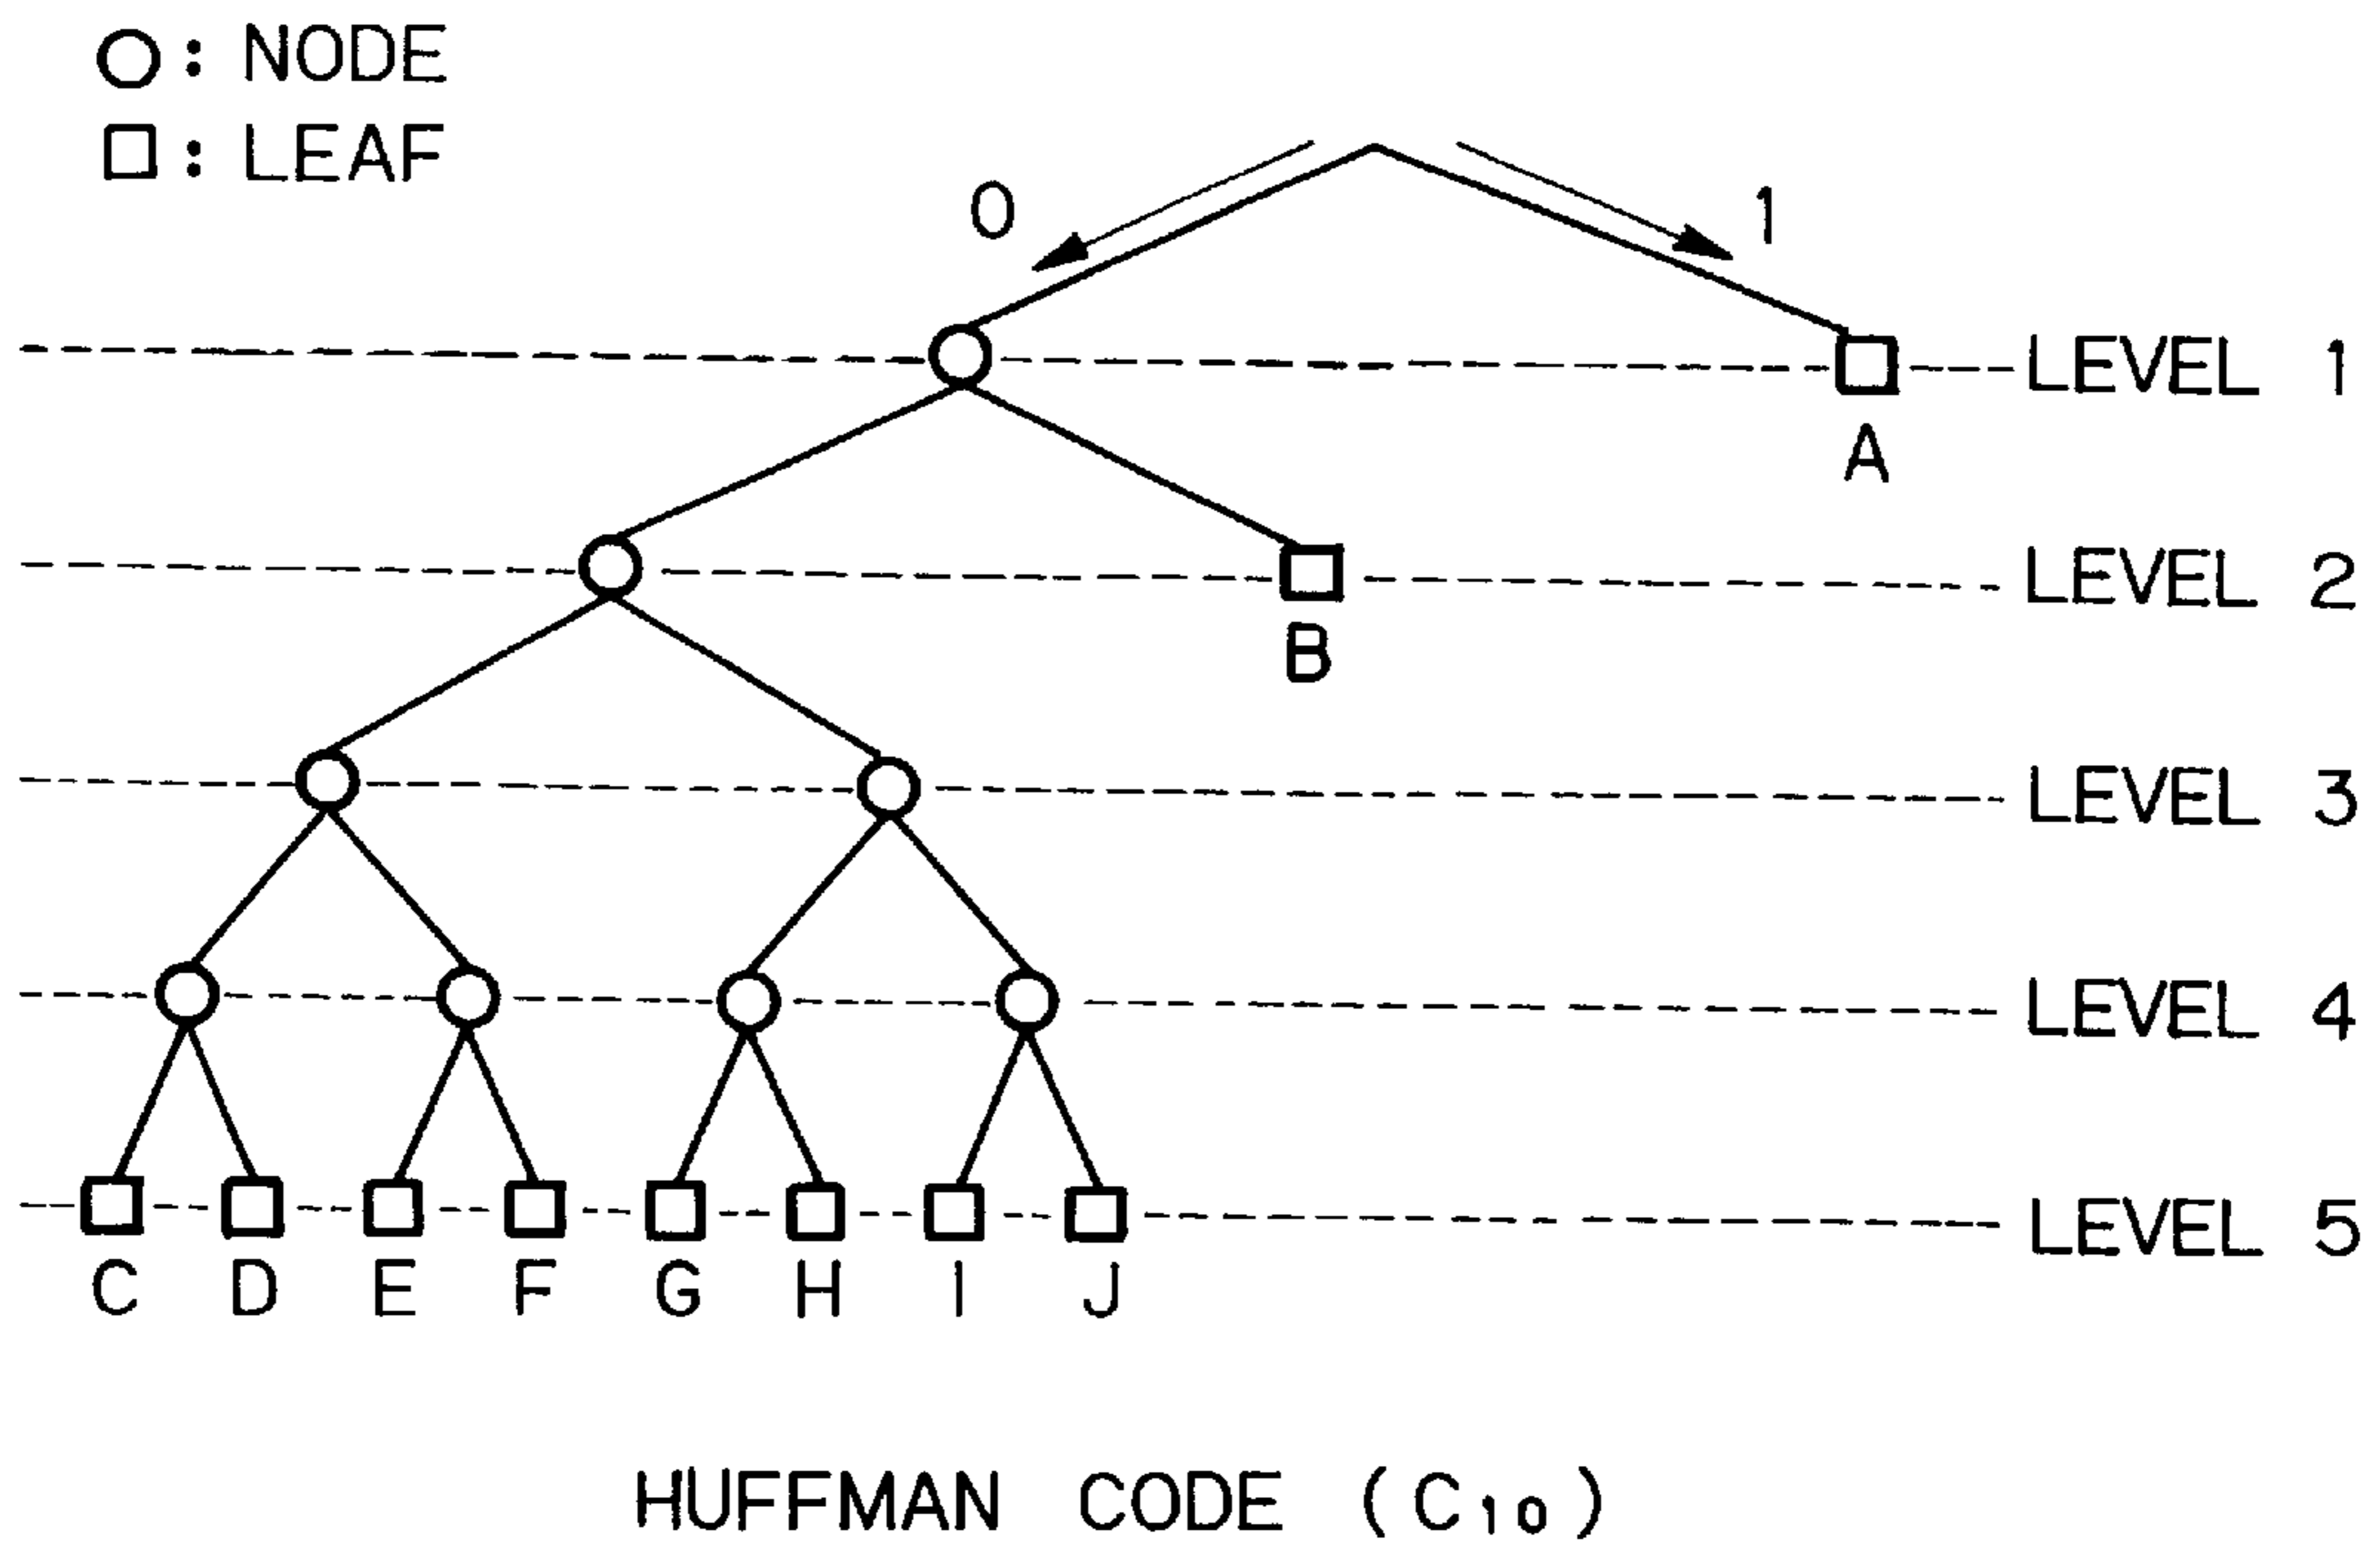 ○ : NODE
□ : LEAF
0 1
LEVEL 1
A
LEVEL 2
B
LEVEL 3
LEVEL 4
LEVEL 5
C D E F G H I J
HUFFMAN CODE (C₁₀)